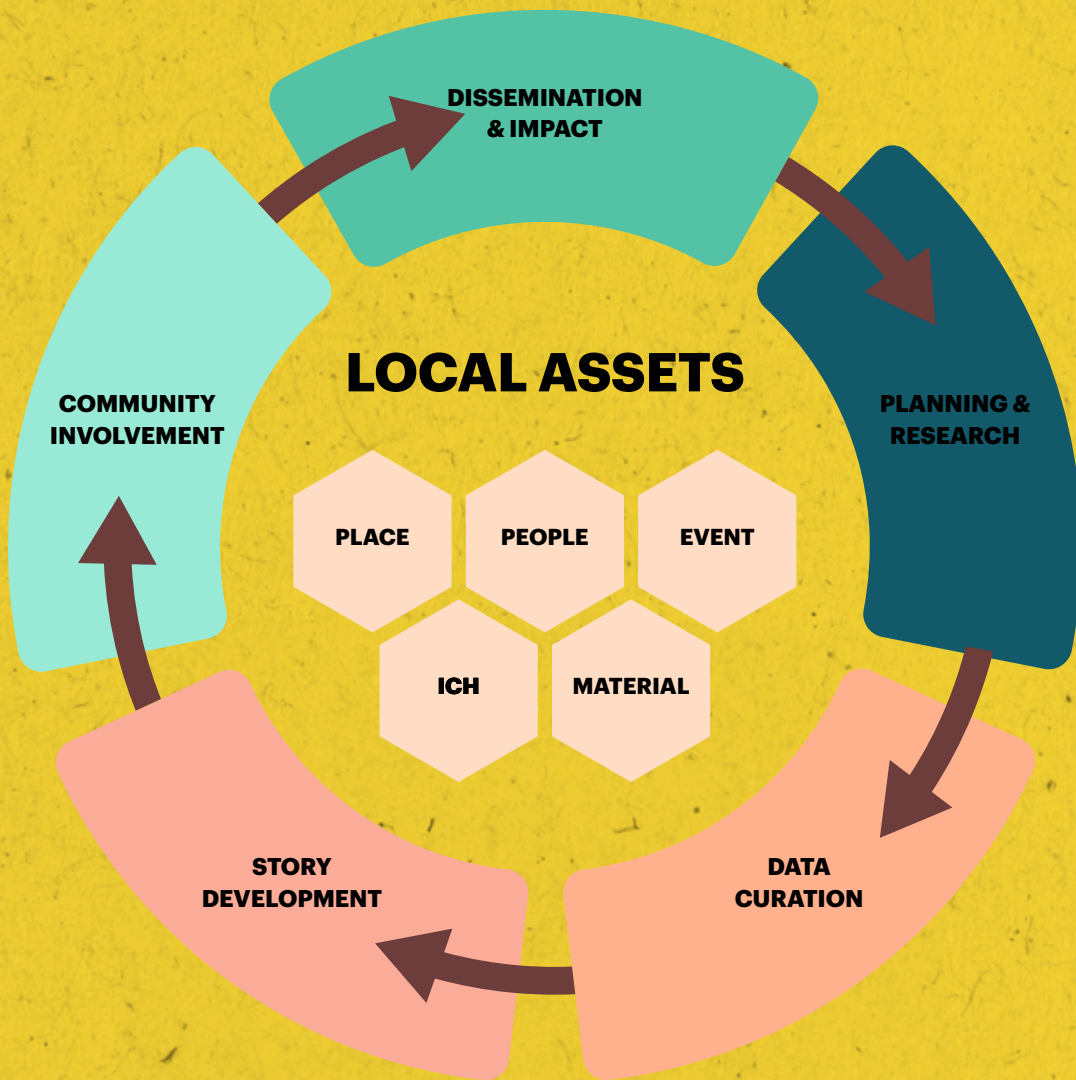 DISSEMINATION
& IMPACT
LOCAL ASSETS
COMMUNITY
INVOLVEMENT
PLANNING &
RESEARCH
PLACE
PEOPLE
EVENT
ICH
MATERIAL
STORY
DEVELOPMENT
DATA
CURATION